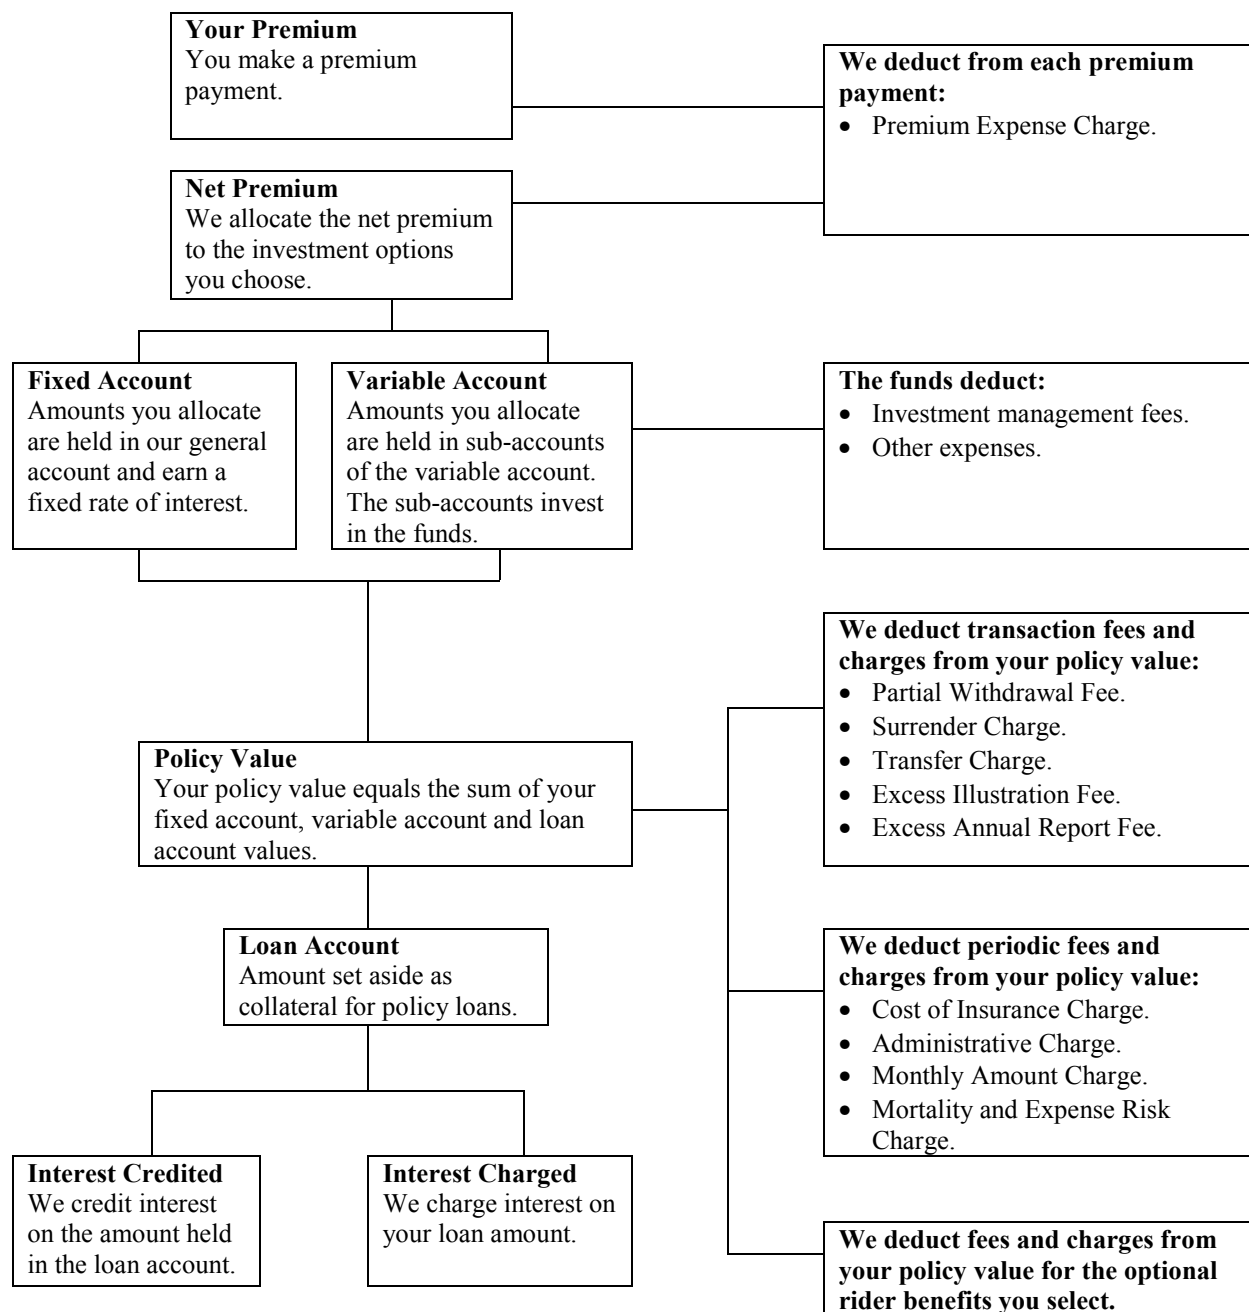 Your Premium
You make a premium
payment.
We deduct from each premium
payment:
• Premium Expense Charge.
Net Premium
We allocate the net premium
to the investment options
you choose.
Fixed Account
Amounts you allocate
are held in our general
account and earn a
fixed rate of interest.
Variable Account
Amounts you allocate
are held in sub-accounts
of the variable account.
The sub-accounts invest
in the funds.
The funds deduct:
• Investment management fees.
• Other expenses.
We deduct transaction fees and
charges from your policy value:
• Partial Withdrawal Fee.
• Surrender Charge.
• Transfer Charge.
• Excess Illustration Fee.
• Excess Annual Report Fee.
Policy Value
Your policy value equals the sum of your
fixed account, variable account and loan
account values.
Loan Account
Amount set aside as
collateral for policy loans.
We deduct periodic fees and
charges from your policy value:
• Cost of Insurance Charge.
• Administrative Charge.
• Monthly Amount Charge.
• Mortality and Expense Risk
Charge.
Interest Credited
We credit interest
on the amount held
in the loan account.
Interest Charged
We charge interest on
your loan amount.
We deduct fees and charges from
your policy value for the optional
rider benefits you select.